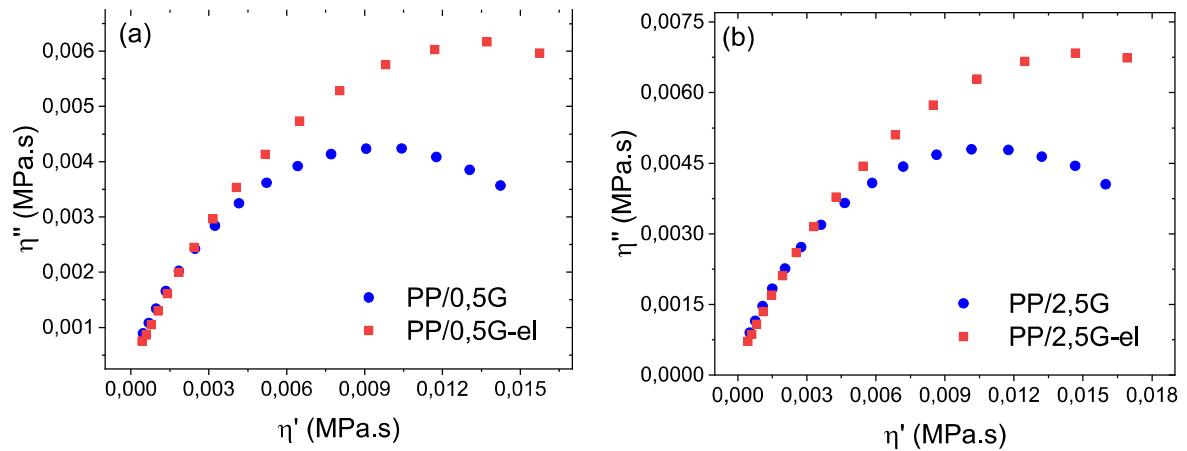 (a)
0,006
0,005
0,004
0,003
0,002
0,001
η'' (MPa.s)
PP/0,5G
PP/0,5G-el
0,000 0,003 0,006 0,009 0,012 0,015
η' (MPa.s)
(b)
0,0075
0,0060
0,0045
0,0030
0,0015
0,0000
η'' (MPa.s)
PP/2,5G
PP/2,5G-el
0,000 0,003 0,006 0,009 0,012 0,015 0,018
η' (MPa.s)